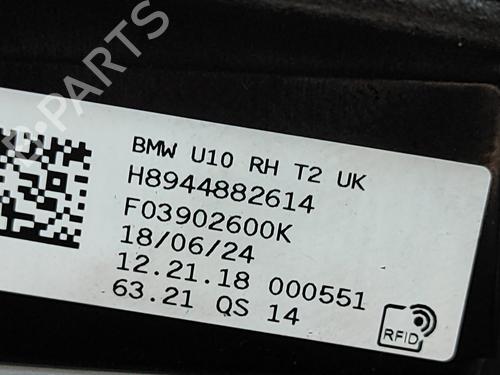 BMW U10 RH T2 UK
H8944882614
F03902600K
18/06/24
12.21.18 000551
63.21 QS 14
RFID